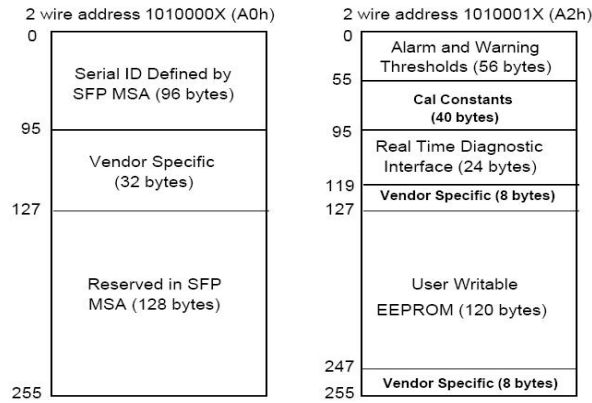 2 wire address 1010000X (A0h)
0
Serial ID Defined by
SFP MSA (96 bytes)
95
Vendor Specific
(32 bytes)
127
Reserved in SFP
MSA (128 bytes)
255
2 wire address 1010001X (A2h)
0
Alarm and Warning
Thresholds (56 bytes)
55
Cal Constants
(40 bytes)
95
Real Time Diagnostic
Interface (24 bytes)
119
Vendor Specific (8 bytes)
127
User Writable
EEPROM (120 bytes)
247
Vendor Specific (8 bytes)
255